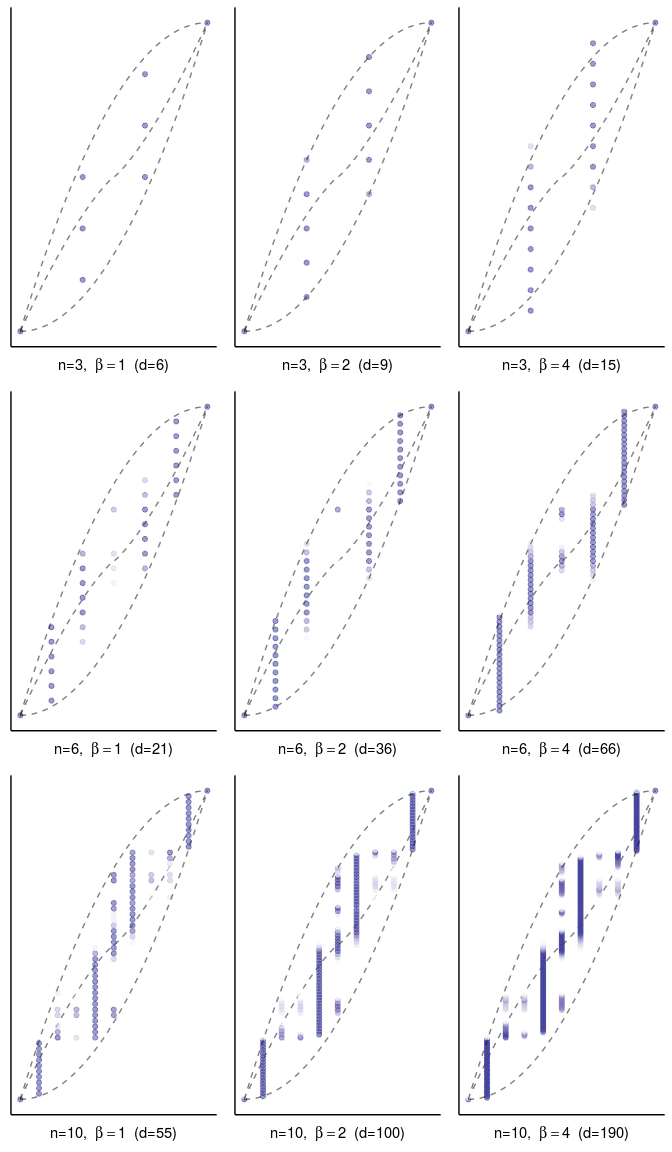 n=3, β=1 (d=6)
n=3, β=2 (d=9)
n=3, β=4 (d=15)
n=6, β=1 (d=21)
n=6, β=2 (d=36)
n=6, β=4 (d=66)
n=10, β=1 (d=55)
n=10, β=2 (d=100)
n=10, β=4 (d=190)